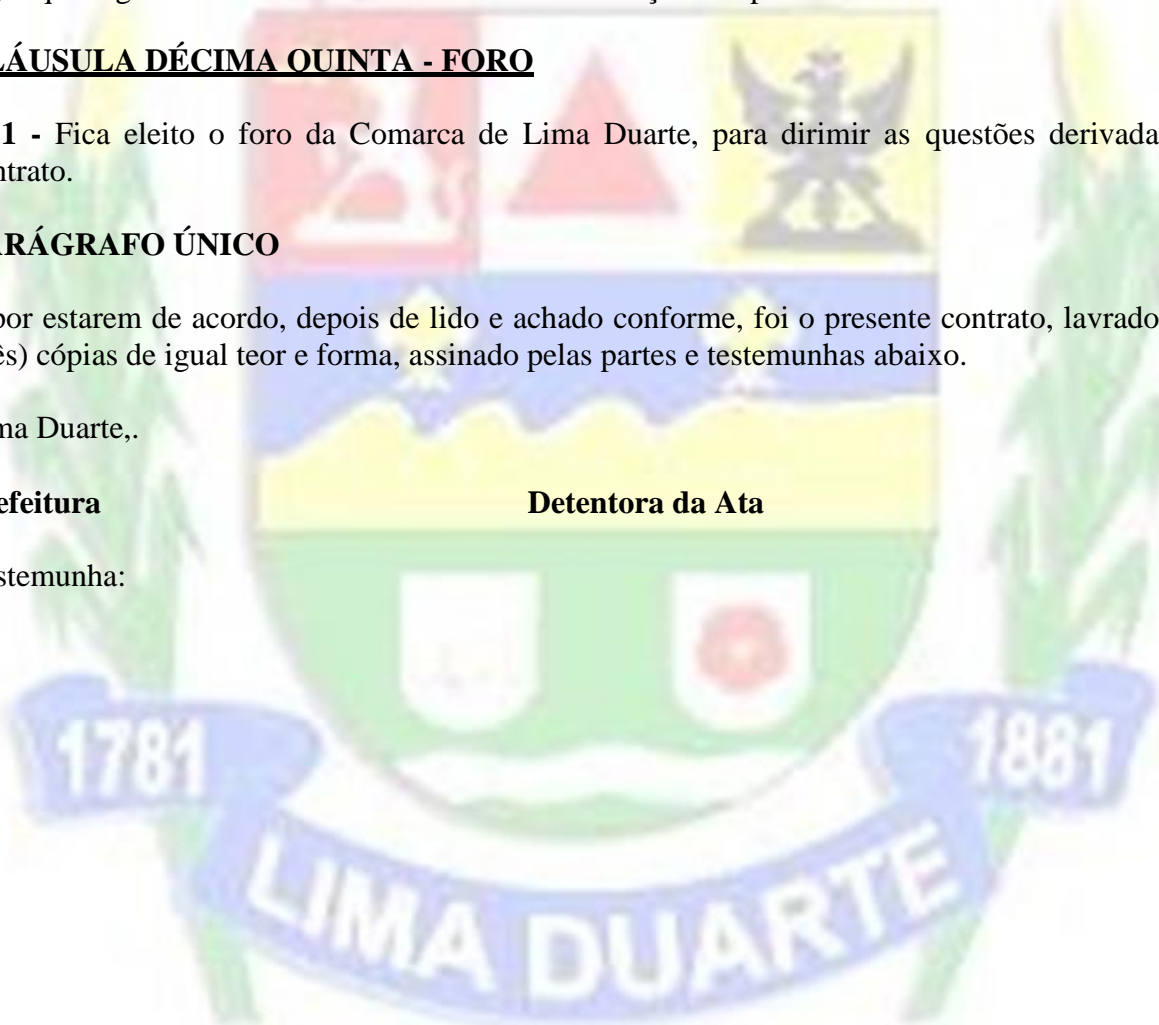 LÁUSULA DÉCIMA QUINTA - FORO
1 - Fica eleito o foro da Comarca de Lima Duarte, para dirimir as questões derivada
ntrato.
RÁGRAFO ÚNICO
por estarem de acordo, depois de lido e achado conforme, foi o presente contrato, lavrado
ês) cópias de igual teor e forma, assinado pelas partes e testemunhas abaixo.
ma Duarte,.
efeitura Detentora da Ata
stemunha:
1781 1881
LIMA DUARTE